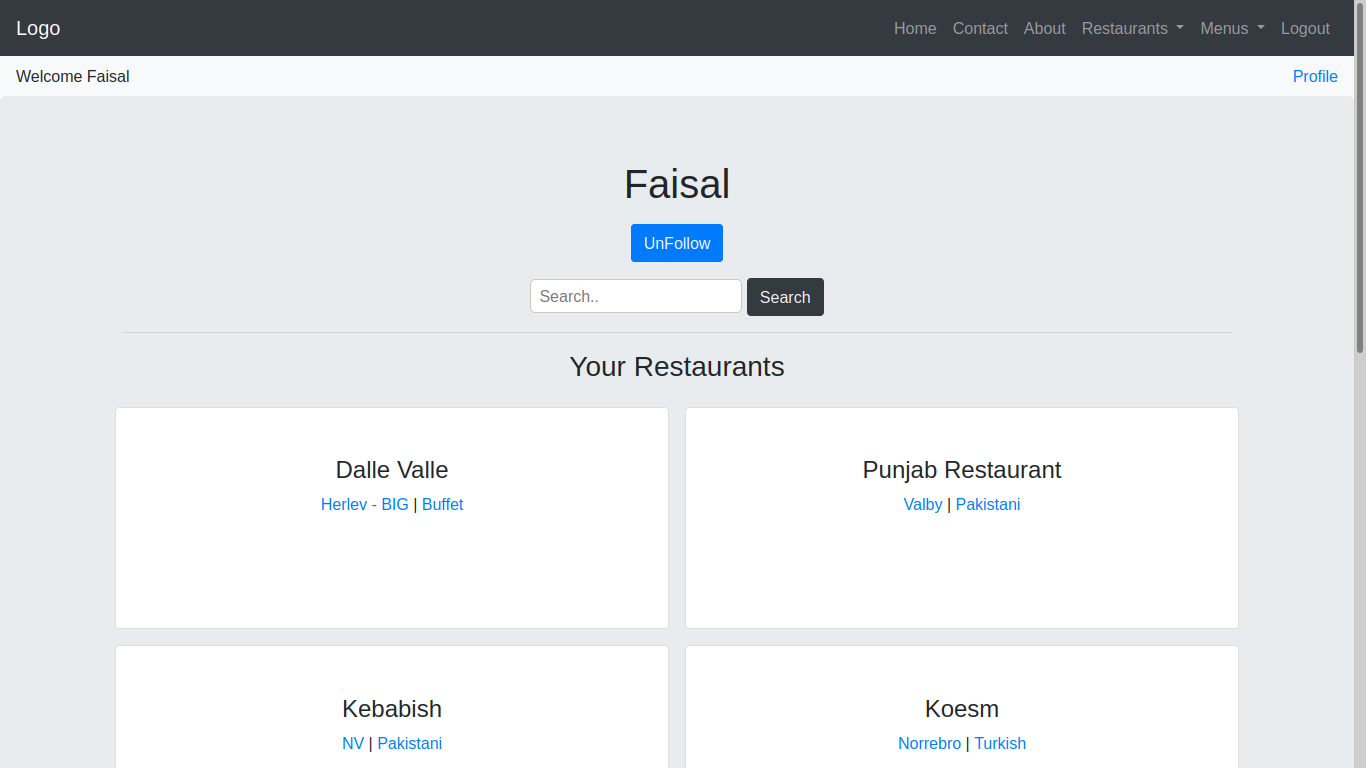 Logo Home Contact About Restaurants Menus Logout
Welcome Faisal Profile
Faisal
UnFollow
Search.. Search
Your Restaurants
Dalle Valle
Herlev - BIG | Buffet
Punjab Restaurant
Valby | Pakistani
Kebabish
NV | Pakistani
Koesm
Norrebro | Turkish